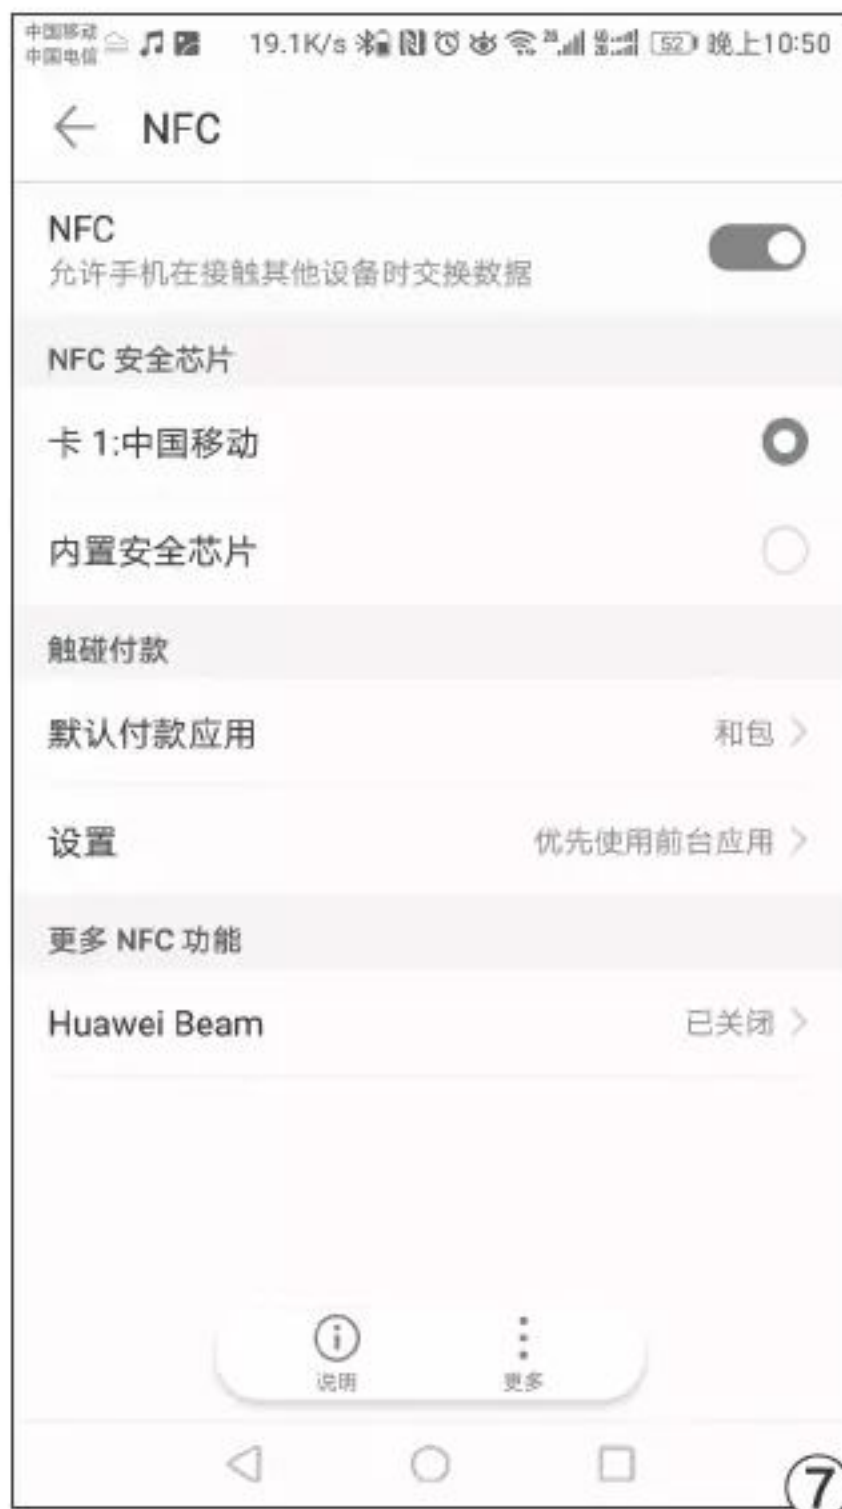 中国移动
中国电信
19.1K/s 52 晚上10:50
NFC
NFC
允许手机在接触其他设备时交换数据
NFC 安全芯片
卡 1:中国移动
内置安全芯片
触碰付款
默认付款应用 和包
设置 优先使用前台应用
更多 NFC 功能
Huawei Beam 已关闭
说明 更多
⑦